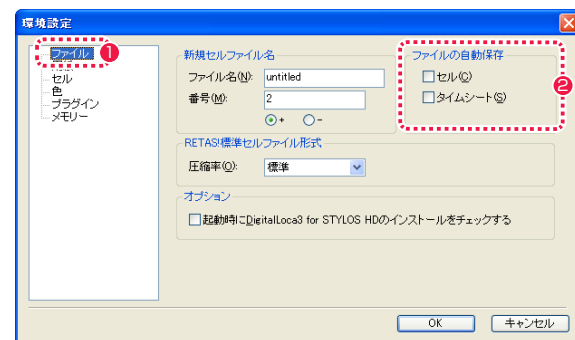 環境設定
ファイル
1
セル
色
プラグイン
メモリー
新規セルファイル名
ファイル名(N): untitled
番号(M): 2
+ -
ファイルの自動保存
セル(C)
タイムシート(S)
2
RETAS!標準セルファイル形式
圧縮率(O): 標準
オプション
起動時にDigitalLoca3 for STYLOS HDのインストールをチェックする
OK
キャンセル